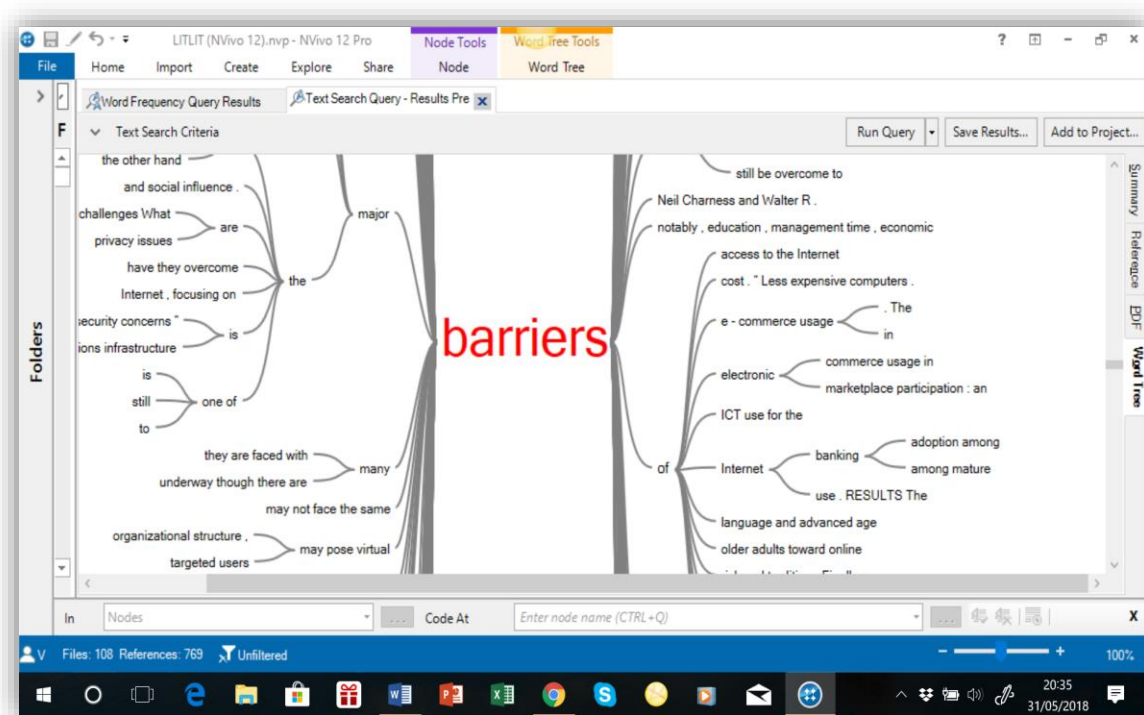 LITLIT (NVivo 12).nvp - NVivo 12 Pro
Node Tools
Word Tree Tools
?
File
Home
Import
Create
Explore
Share
Node
Word Tree
Word Frequency Query Results
Text Search Query - Results Pre
F
Text Search Criteria
Run Query
Save Results...
Add to Project...
the other hand
and social influence .
challenges What
privacy issues
are
have they overcome
Internet , focusing on
security concerns "
ions infrastructure
is
is
still
to
one of
the
major
they are faced with
underway though there are
many
may not face the same
organizational structure ,
targeted users
may pose virtual
barriers
still be overcome to
Neil Charness and Walter R .
notably , education , management time , economic
of
access to the Internet
cost . " Less expensive computers .
e - commerce usage
. The
in
electronic
commerce usage in
marketplace participation : an
ICT use for the
Internet
banking
adoption among
among mature
use . RESULTS The
language and advanced age
older adults toward online
Folders
Summary
Reference
PDF
Word Tree
In
Nodes
...
Code At
Enter node name (CTRL+Q)
...
X
V
Files: 108 References: 769
Unfiltered
100%
20:35
31/05/2018